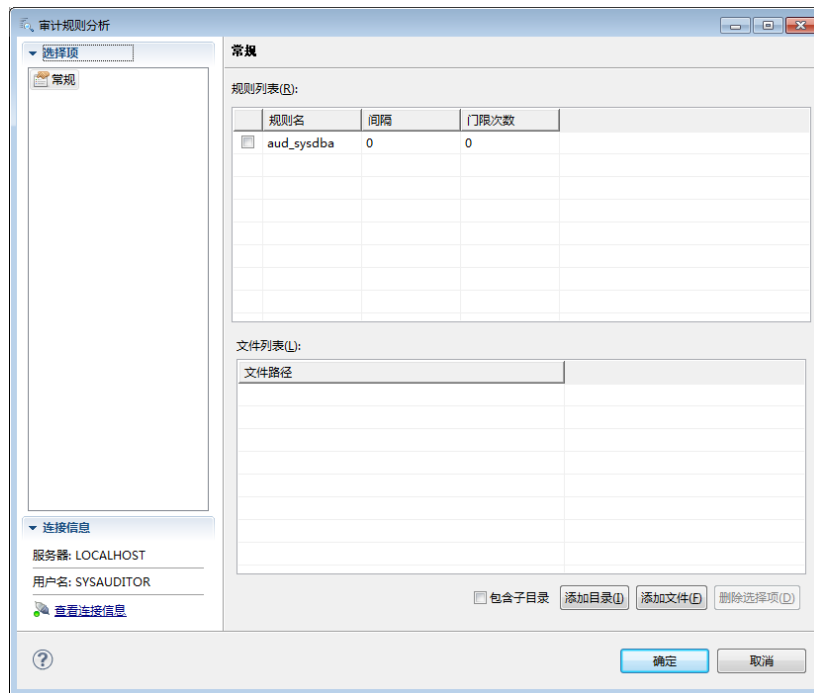 审计规则分析
选择项
常规
常规
规则列表(R):
规则名 间隔 门限次数
aud_sysdba 0 0
文件列表(L):
文件路径
包含子目录 添加目录(I) 添加文件(F) 删除选择项(D)
连接信息
服务器: LOCALHOST
用户名: SYSAUDITOR
查看连接信息
确定 取消